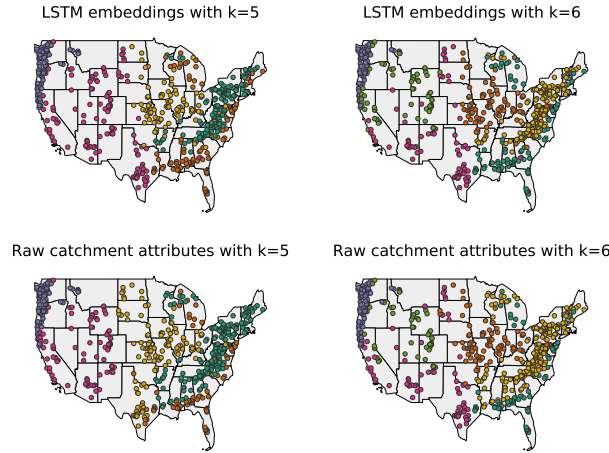 LSTM embeddings with k=5
LSTM embeddings with k=6
Raw catchment attributes with k=5
Raw catchment attributes with k=6